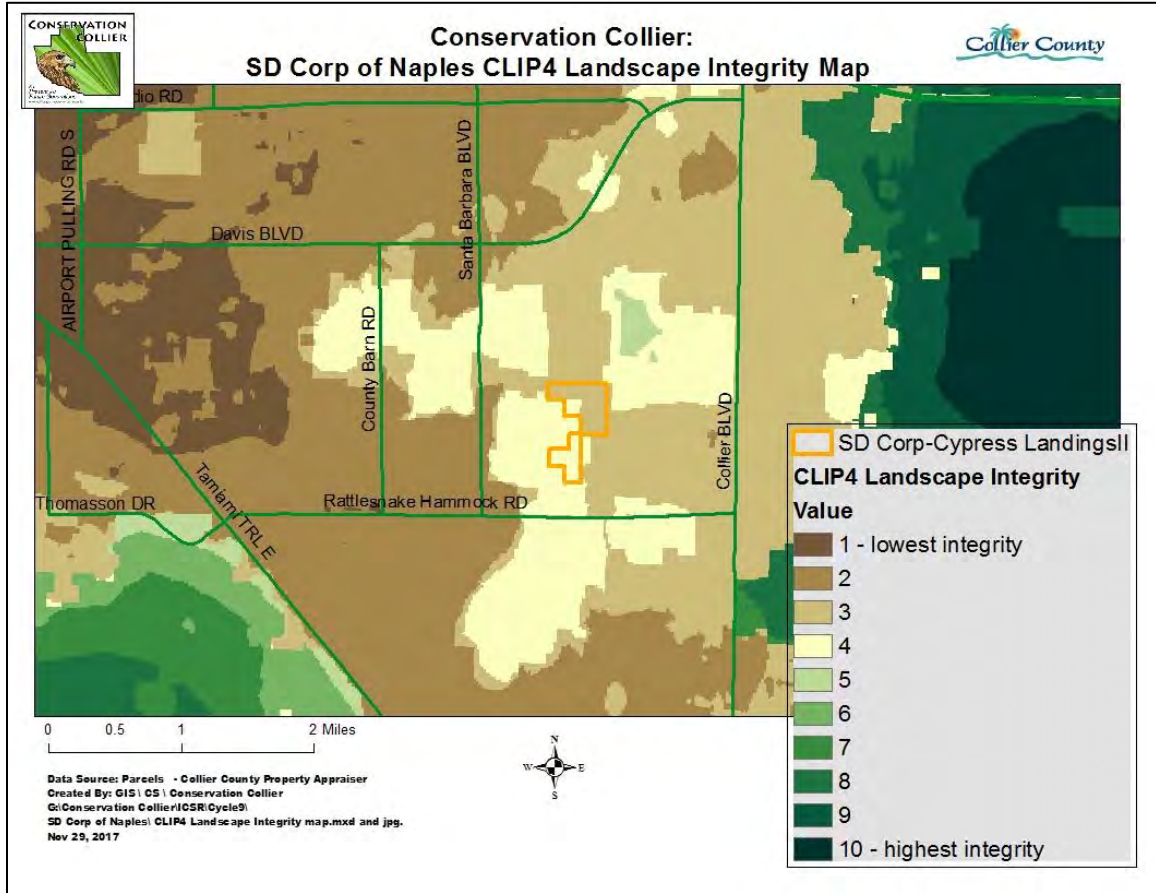 CONSERVATION
COLLIER
Conservation Collier:
SD Corp of Naples CLIP4 Landscape Integrity Map
Collier County
dio RD
AIRPORT PULLING RD S
Santa Barbara BLVD
Davis BLVD
County Barn RD
Collier BLVD
Tamiami TRL E
Thomasson DR
Rattlesnake Hammock RD
SD Corp-Cypress LandingsII
CLIP4 Landscape Integrity
Value
1 - lowest integrity
2
3
4
5
6
7
8
9
10 - highest integrity
0 0.5 1 2 Miles
N
W E
S
Data Source: Parcels - Collier County Property Appraiser
Created By: GIS \ CS \ Conservation Collier
G:\Conservation Collier\ICSR\Cycle9\
SD Corp of Naples\ CLIP4 Landscape Integrity map.mxd and jpg.
Nov 29, 2017